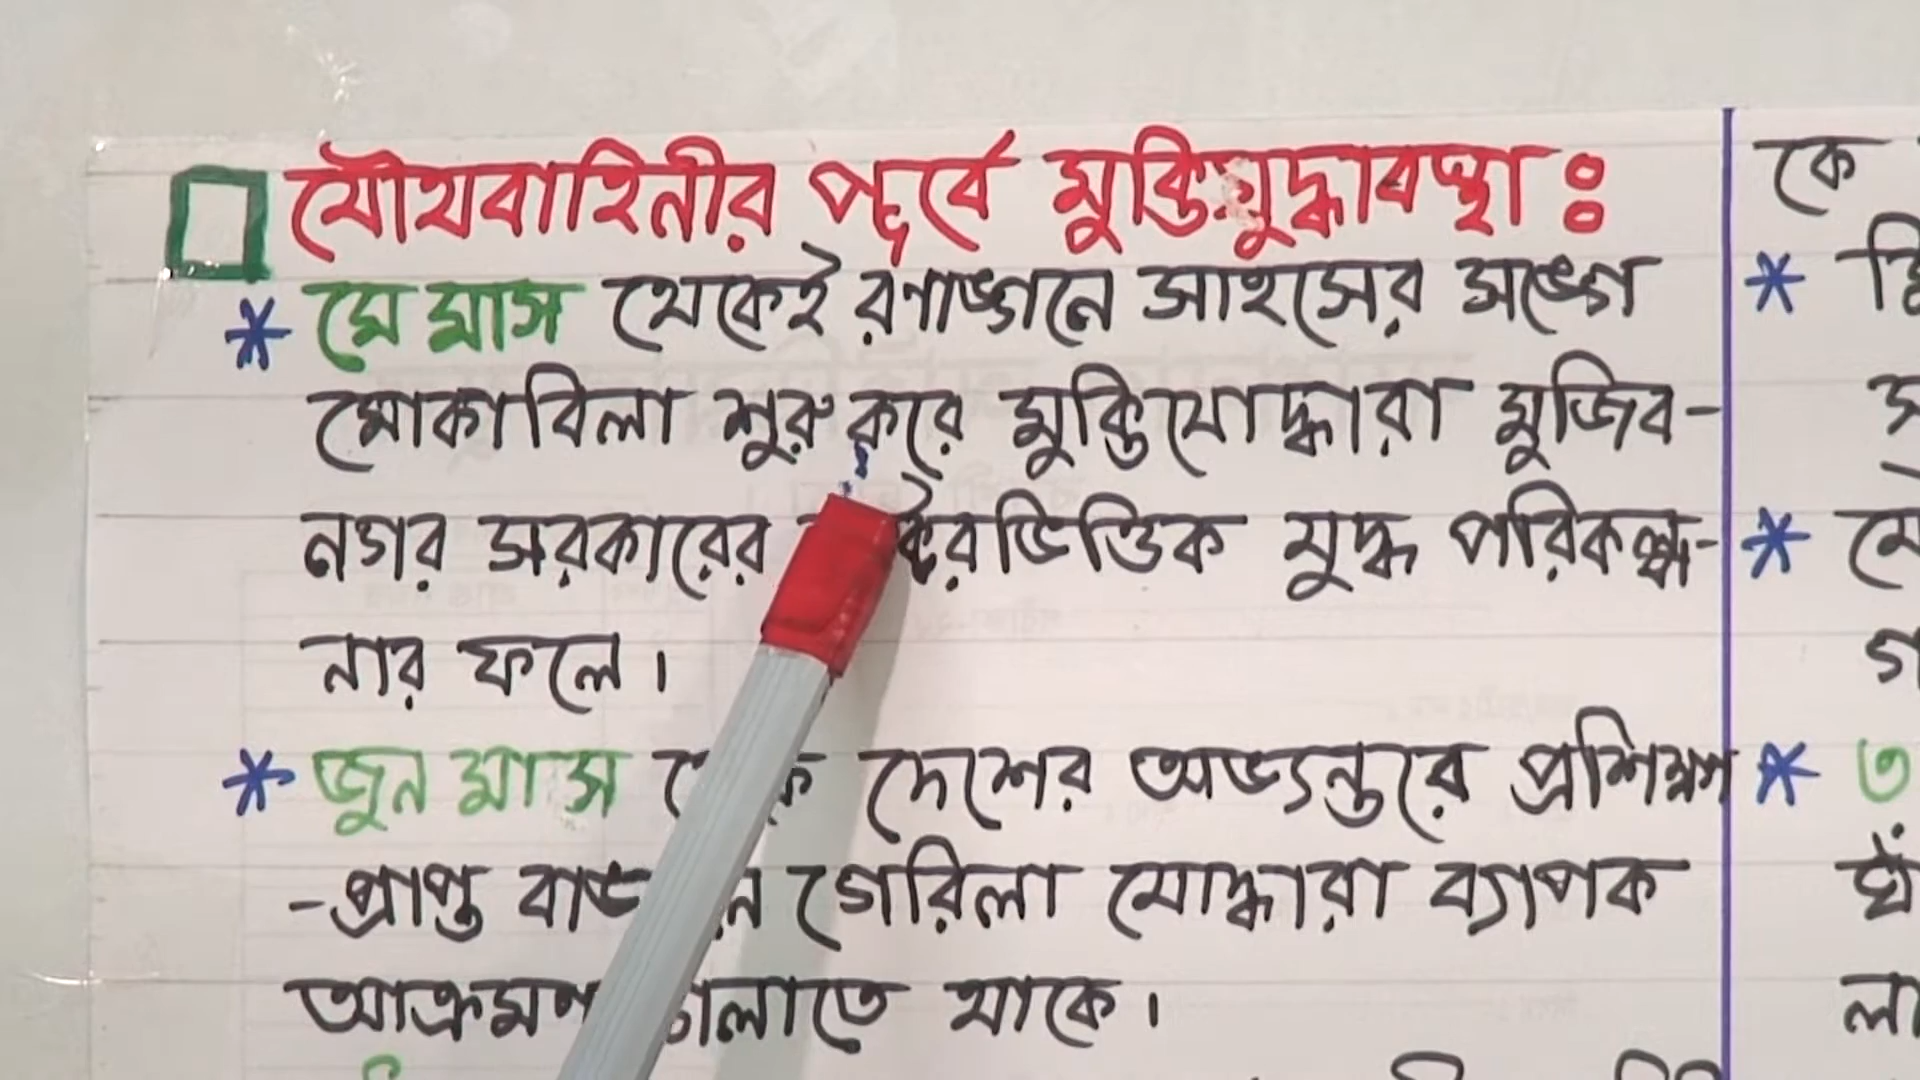 যৌথবাহিনীর পূর্বে মুক্তিযুদ্ধাবস্থা :
* মে মাস থেকেই রণাঙ্গনে সাহসের সঙ্গে
মোকাবিলা শুরু করে মুক্তিযোদ্ধারা মুজিব-
নগর সরকারের যুদ্ধ পরিকল্প-
নার ফলে।
* জুন মাস দেশের অভ্যন্তরে প্রশিক্ষণ
-প্রাপ্ত গেরিলা যোদ্ধারা ব্যাপক
আক্রমণ থাকে।
কে
*
*
*